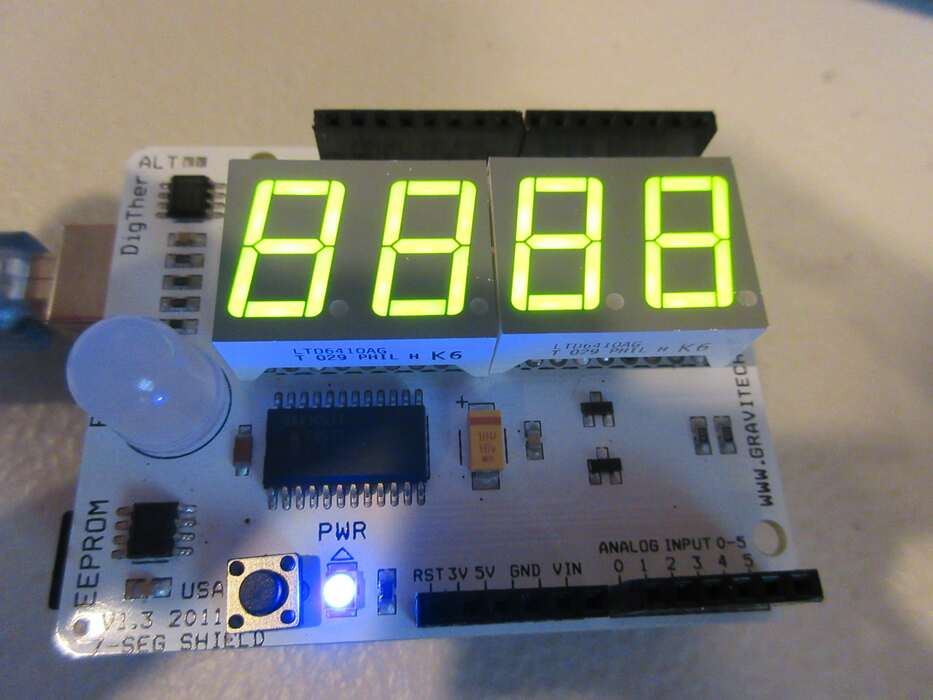 ALT
DigTher
8888
LTD6410AG
T 029 PHIL H K6
LTD6410AG
T 029 PHIL H K6
+
WWW.GRAVITECH
PWR
EEPROM
USA
V1.3 2011
7-SEG SHIELD
ANALOG INPUT 0-5
RST 3V 5V GND VIN 0 1 2 3 4 5